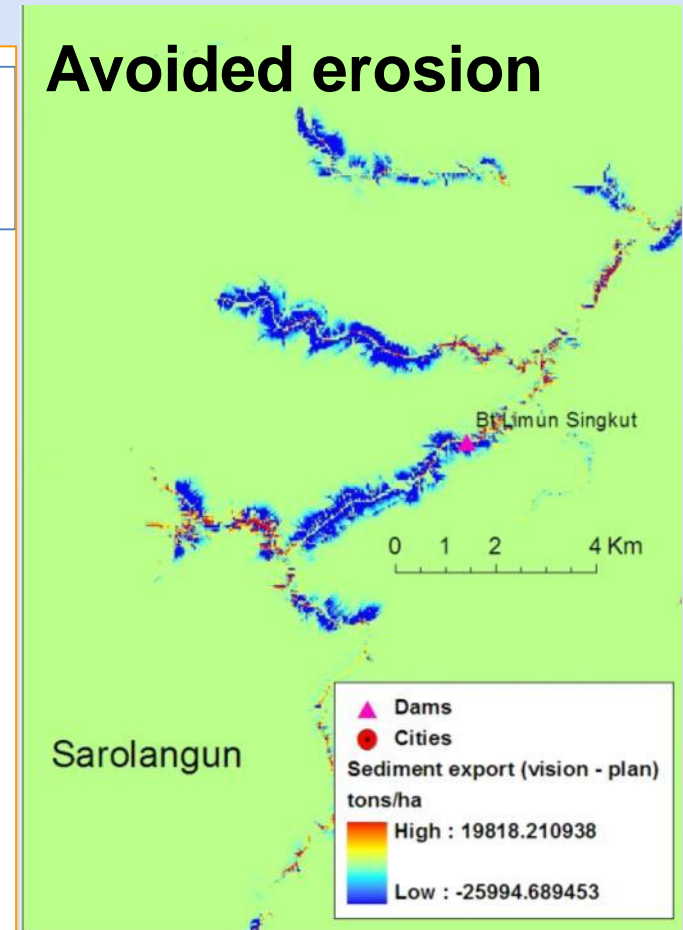 Avoided erosion
Bt Limun Singkut
0 1 2 4 Km
Sarolangun
Dams
Cities
Sediment export (vision - plan)
tons/ha
High : 19818.210938
Low : -25994.689453